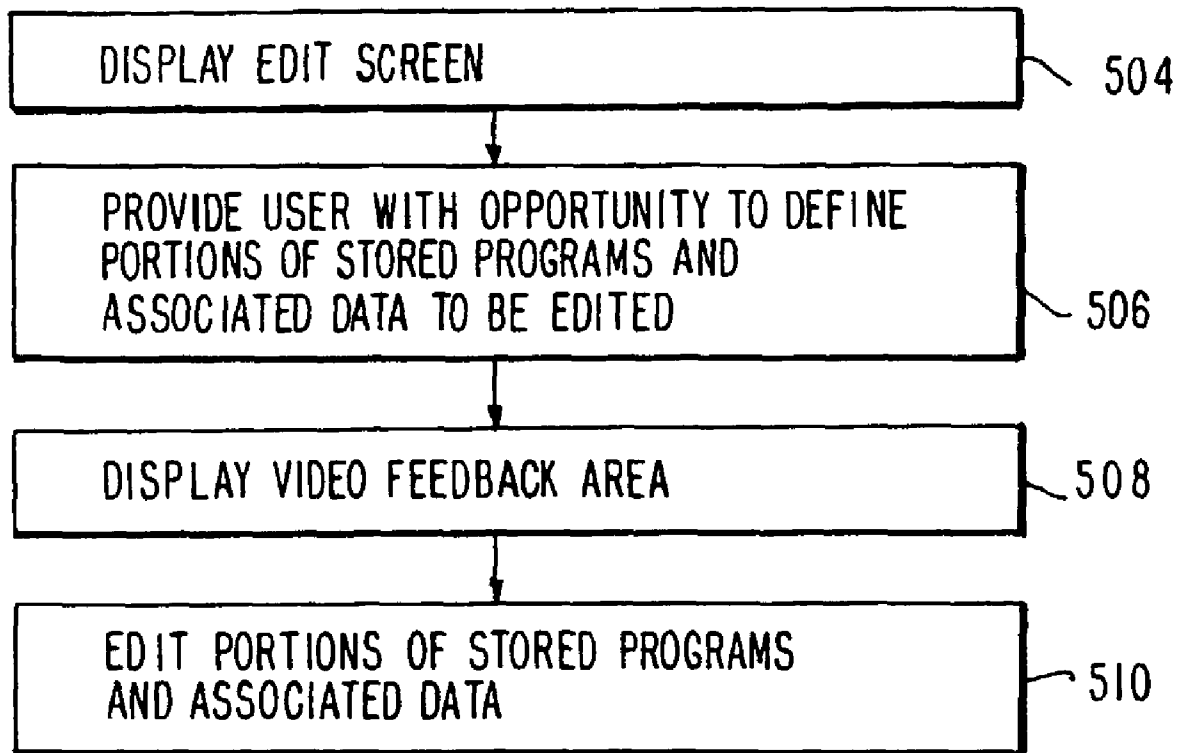 DISPLAY EDIT SCREEN
504
PROVIDE USER WITH OPPORTUNITY TO DEFINE
PORTIONS OF STORED PROGRAMS AND
ASSOCIATED DATA TO BE EDITED
506
DISPLAY VIDEO FEEDBACK AREA
508
EDIT PORTIONS OF STORED PROGRAMS
AND ASSOCIATED DATA
510